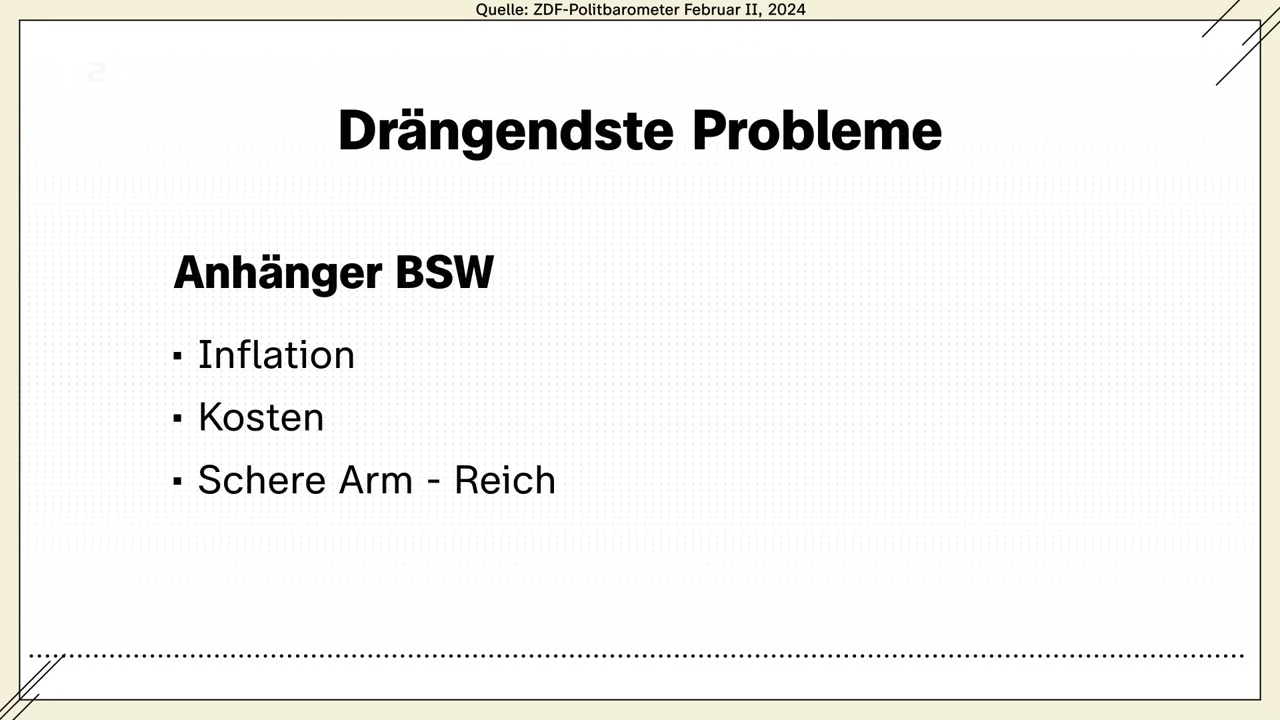 Quelle: ZDF-Politbarometer Februar II, 2024
Drängendste Probleme
Anhänger BSW
▪ Inflation
▪ Kosten
▪ Schere Arm - Reich